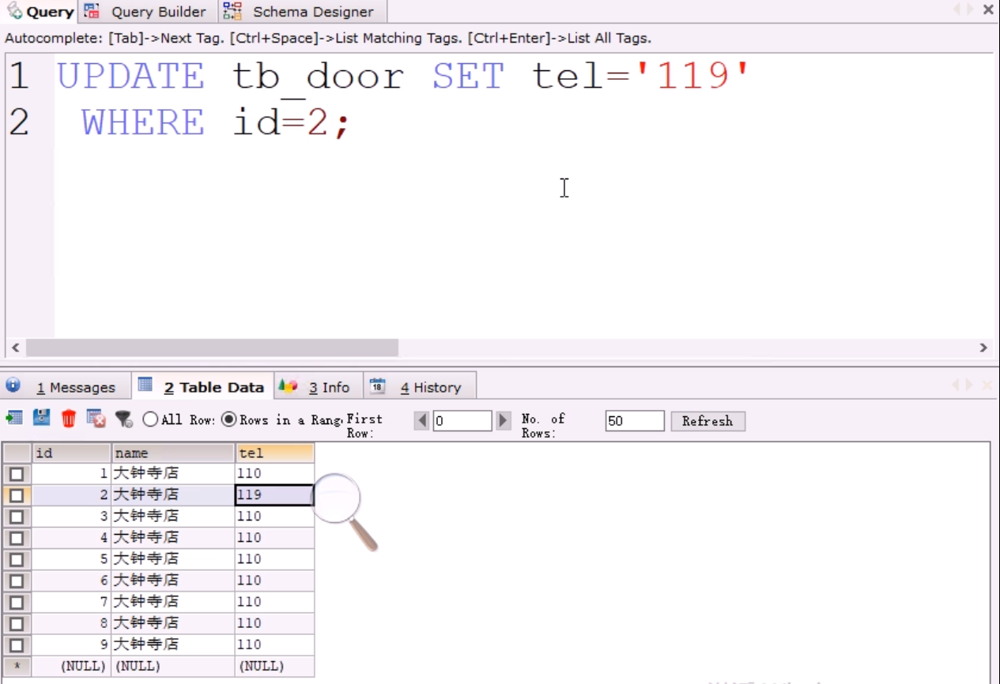 Query Query Builder Schema Designer
Autocomplete: [Tab]->Next Tag. [Ctrl+Space]->List Matching Tags. [Ctrl+Enter]->List All Tags.
1 UPDATE tb_door SET tel='119'
2 WHERE id=2;
1 Messages 2 Table Data 3 Info 18 4 History
All Row: Rows in a Rang. First Row: 0 No. of Rows: 50 Refresh
id name tel
1 大钟寺店 110
2 大钟寺店 119
3 大钟寺店 110
4 大钟寺店 110
5 大钟寺店 110
6 大钟寺店 110
7 大钟寺店 110
8 大钟寺店 110
9 大钟寺店 110
* (NULL) (NULL) (NULL)